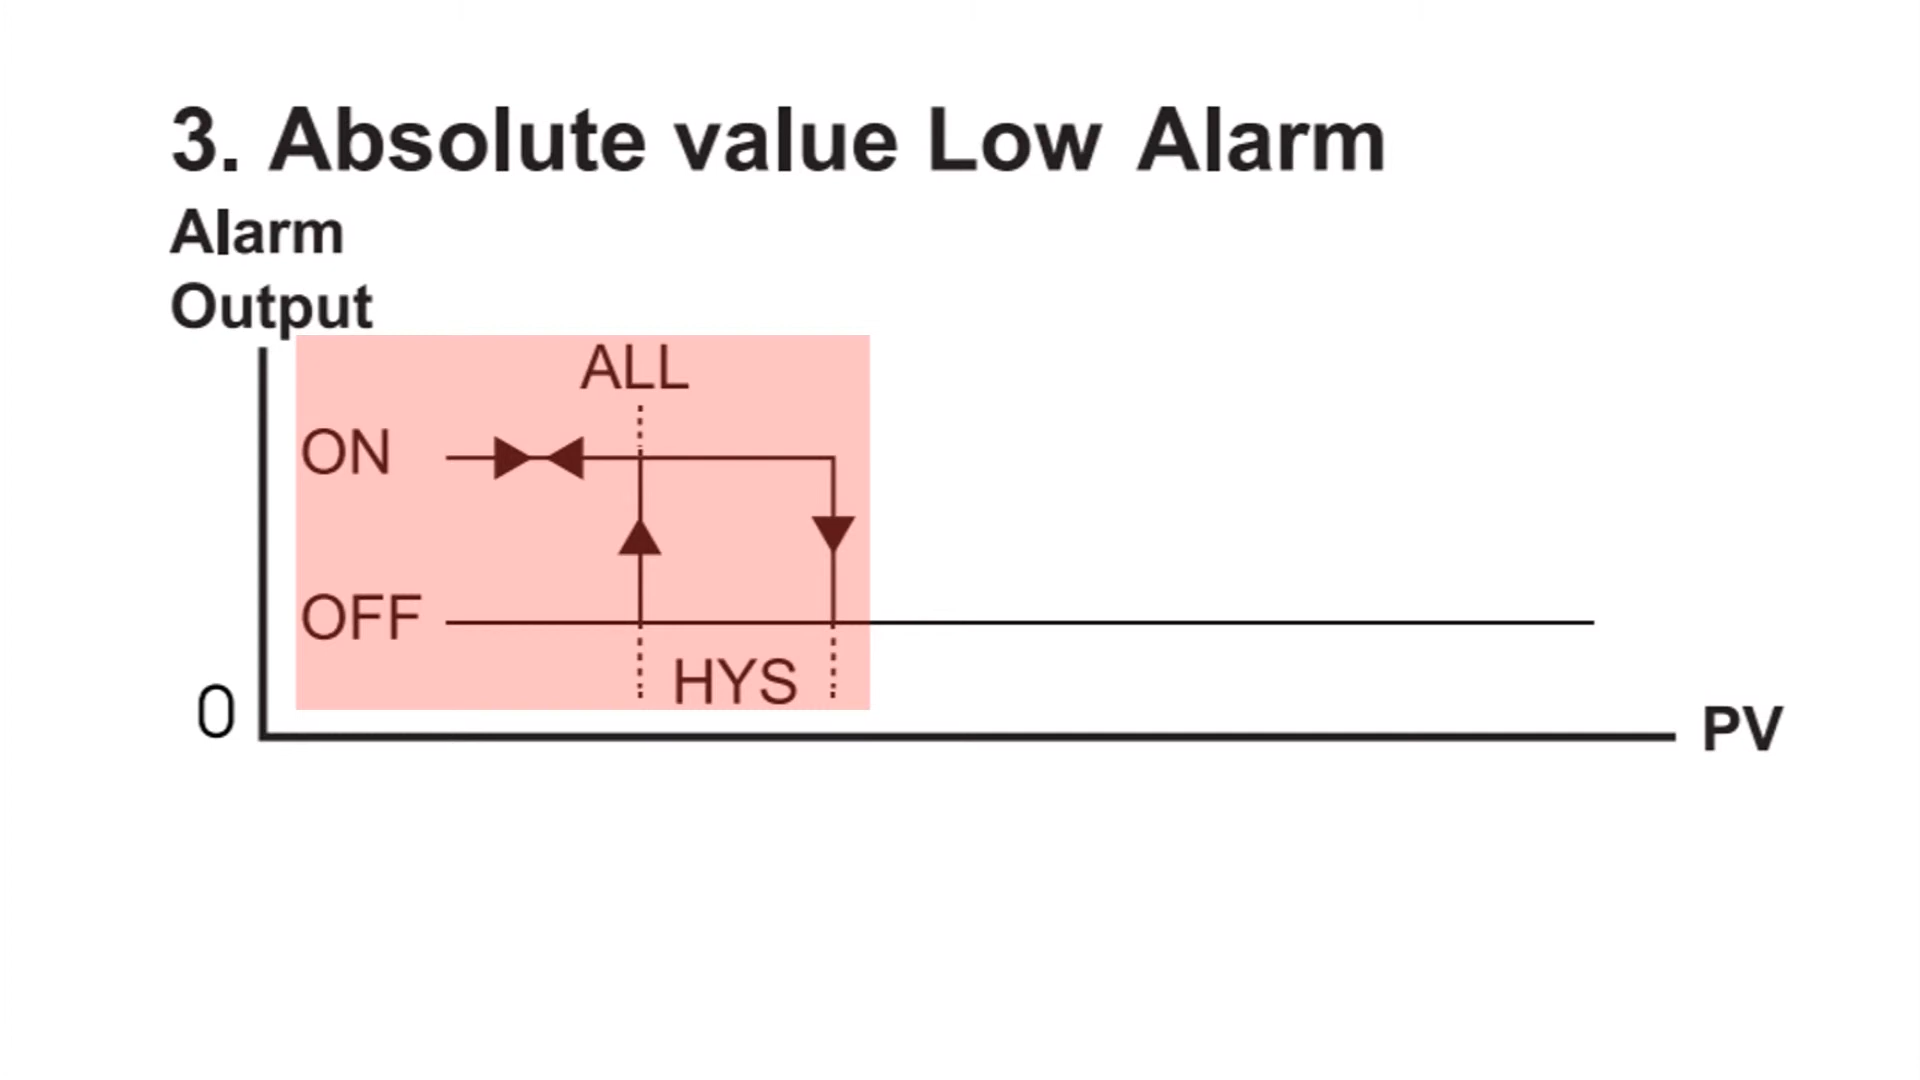 3. Absolute value Low Alarm
Alarm
Output
ALL
ON
OFF
HYS
0
PV